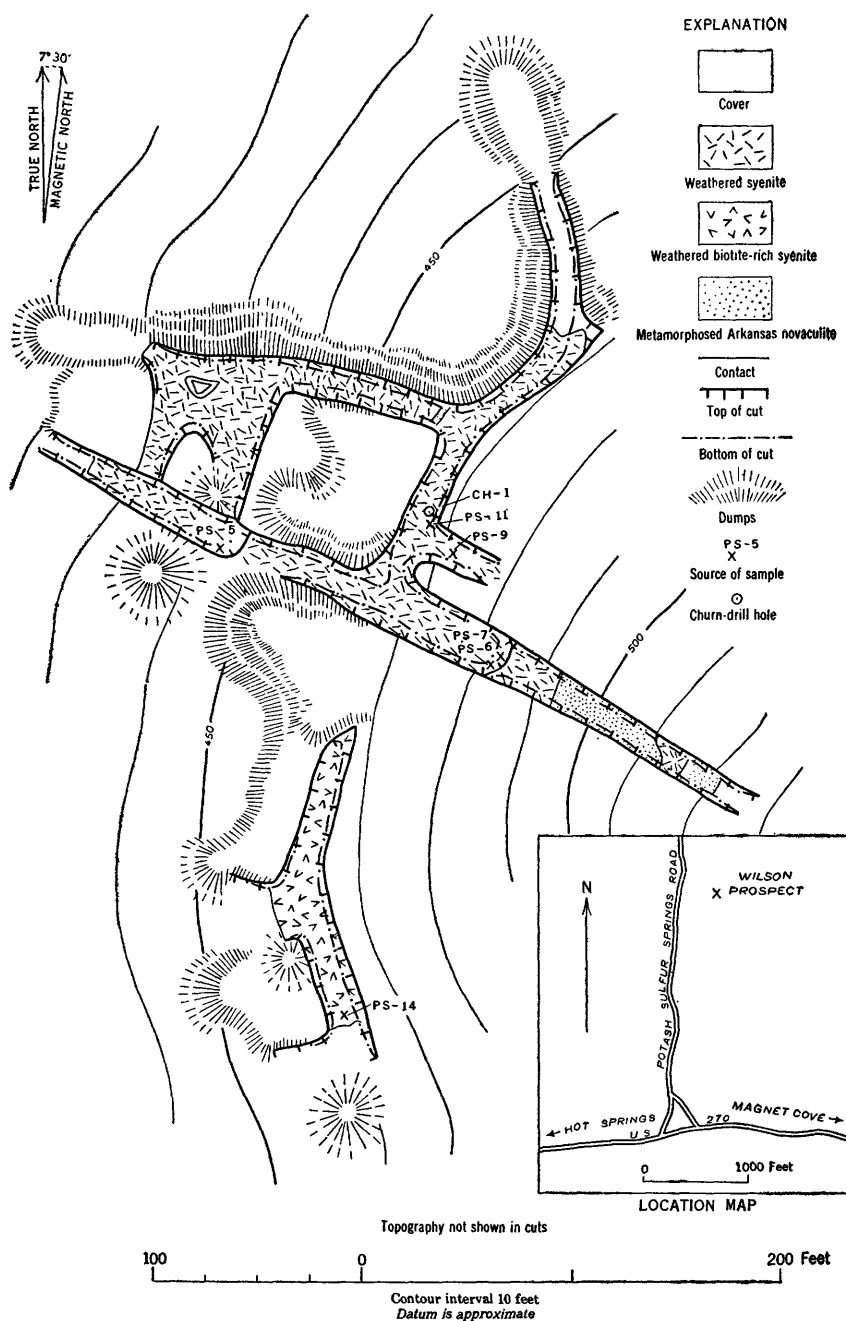 7° 30'
TRUE NORTH
MAGNETIC NORTH
EXPLANATION
Cover
Weathered syenite
Weathered biotite-rich syenite
Metamorphosed Arkansas novaculite
Contact
Top of cut
Bottom of cut
Dumps
PS-5
X
Source of sample
Churn-drill hole
450
CH-1
PS-11
PS-9
PS-5
X
PS-7
PS-6
500
450
PS-14
X
N
POTASH SULFUR SPRINGS ROAD
X WILSON
PROSPECT
← HOT SPRINGS
U S 270
MAGNET COVE →
0 1000 Feet
LOCATION MAP
Topography not shown in cuts
100 0 200 Feet
Contour interval 10 feet
Datum is approximate